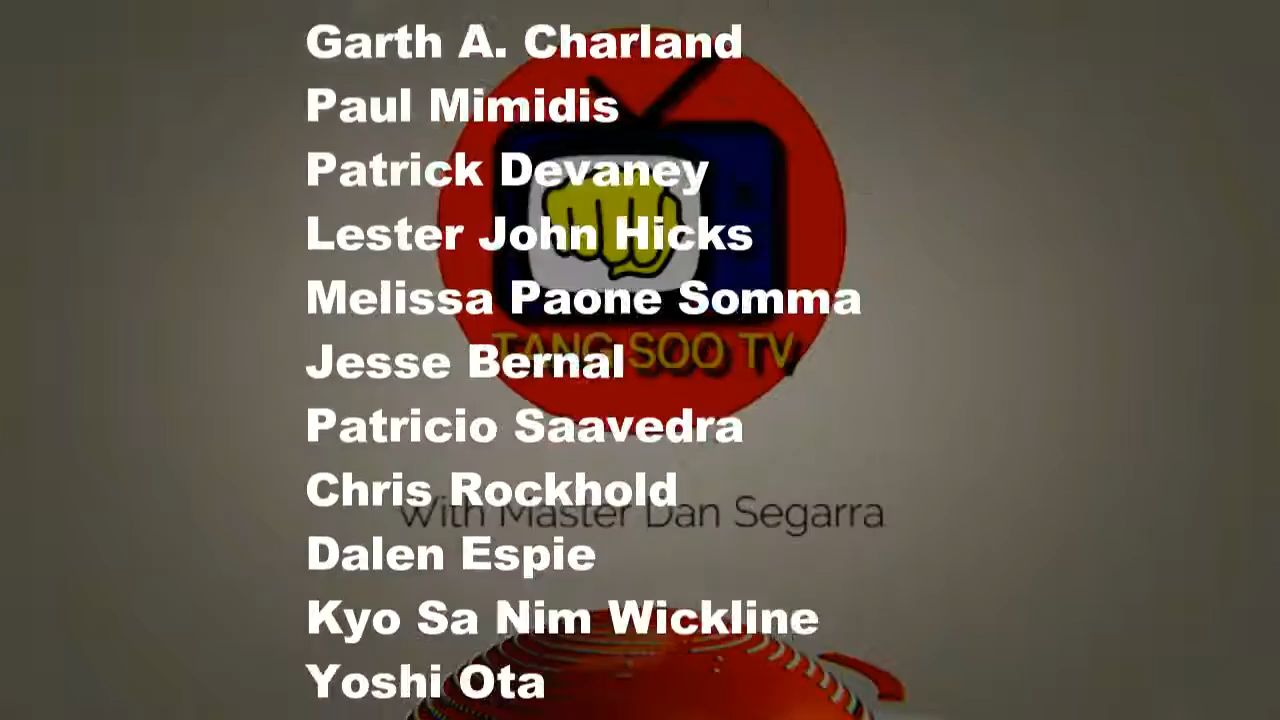 Garth A. Charland
Paul Mimidis
Patrick Devaney
Lester John Hicks
Melissa Paone Somma
TANG SOO TV
Jesse Bernal
Patricio Saavedra
Chris Rockhold
With Master Dan Segarra
Dalen Espie
Kyo Sa Nim Wickline
Yoshi Ota